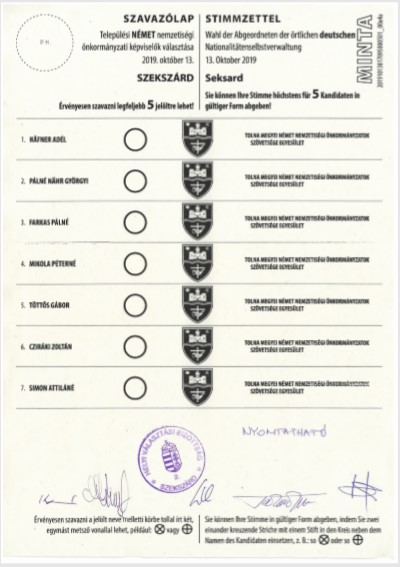 SZAVAZÓLAP
Települési NÉMET nemzetiségi
önkormányzati képviselők választása
2019. október 13.
SZEKSZÁRD
Érvényesen szavazni legfeljebb 5 jelöltre lehet!
P.H.
STIMMZETTEL
Wahl der Abgeordneten der örtlichen deutschen
Nationalitätenselbstverwaltung
13. Oktober 2019
Seksard
Sie können Ihre Stimme höchstens für 5 Kandidaten in
gültiger Form abgeben!
MINTA
1. HÁFNER ADÉL
TOLNA MEGYEI NÉMET NEMZETISÉGI ÖNKORMÁNYZATOK
SZÖVETSÉGE EGYESÜLET
2. PÁLNÉ NÄHR GYÖRGYI
TOLNA MEGYEI NÉMET NEMZETISÉGI ÖNKORMÁNYZATOK
SZÖVETSÉGE EGYESÜLET
3. FARKAS PÁLNÉ
TOLNA MEGYEI NÉMET NEMZETISÉGI ÖNKORMÁNYZATOK
SZÖVETSÉGE EGYESÜLET
4. MIKOLA PÉTERNÉ
TOLNA MEGYEI NÉMET NEMZETISÉGI ÖNKORMÁNYZATOK
SZÖVETSÉGE EGYESÜLET
5. TÖTTŐS GÁBOR
TOLNA MEGYEI NÉMET NEMZETISÉGI ÖNKORMÁNYZATOK
SZÖVETSÉGE EGYESÜLET
6. CZIRÁKI ZOLTÁN
TOLNA MEGYEI NÉMET NEMZETISÉGI ÖNKORMÁNYZATOK
SZÖVETSÉGE EGYESÜLET
7. SIMON ATTILÁNÉ
TOLNA MEGYEI NÉMET NEMZETISÉGI ÖNKORMÁNYZATOK
SZÖVETSÉGE EGYESÜLET
HELYI VÁLASZTÁSI BIZOTTSÁG
2.
SZEKSZÁRD
NYOMTATHATÓ
Érvényesen szavazni a jelölt neve melletti körbe tollal írt két,
egymást metsző vonallal lehet, például: vagy
Sie können Ihre Stimme in gültiger Form abgeben, indem Sie zwei
einander kreuzende Striche mit einem Stift in den Kreis neben dem
Namen des Kandidaten einsetzen, z. B.: so oder so